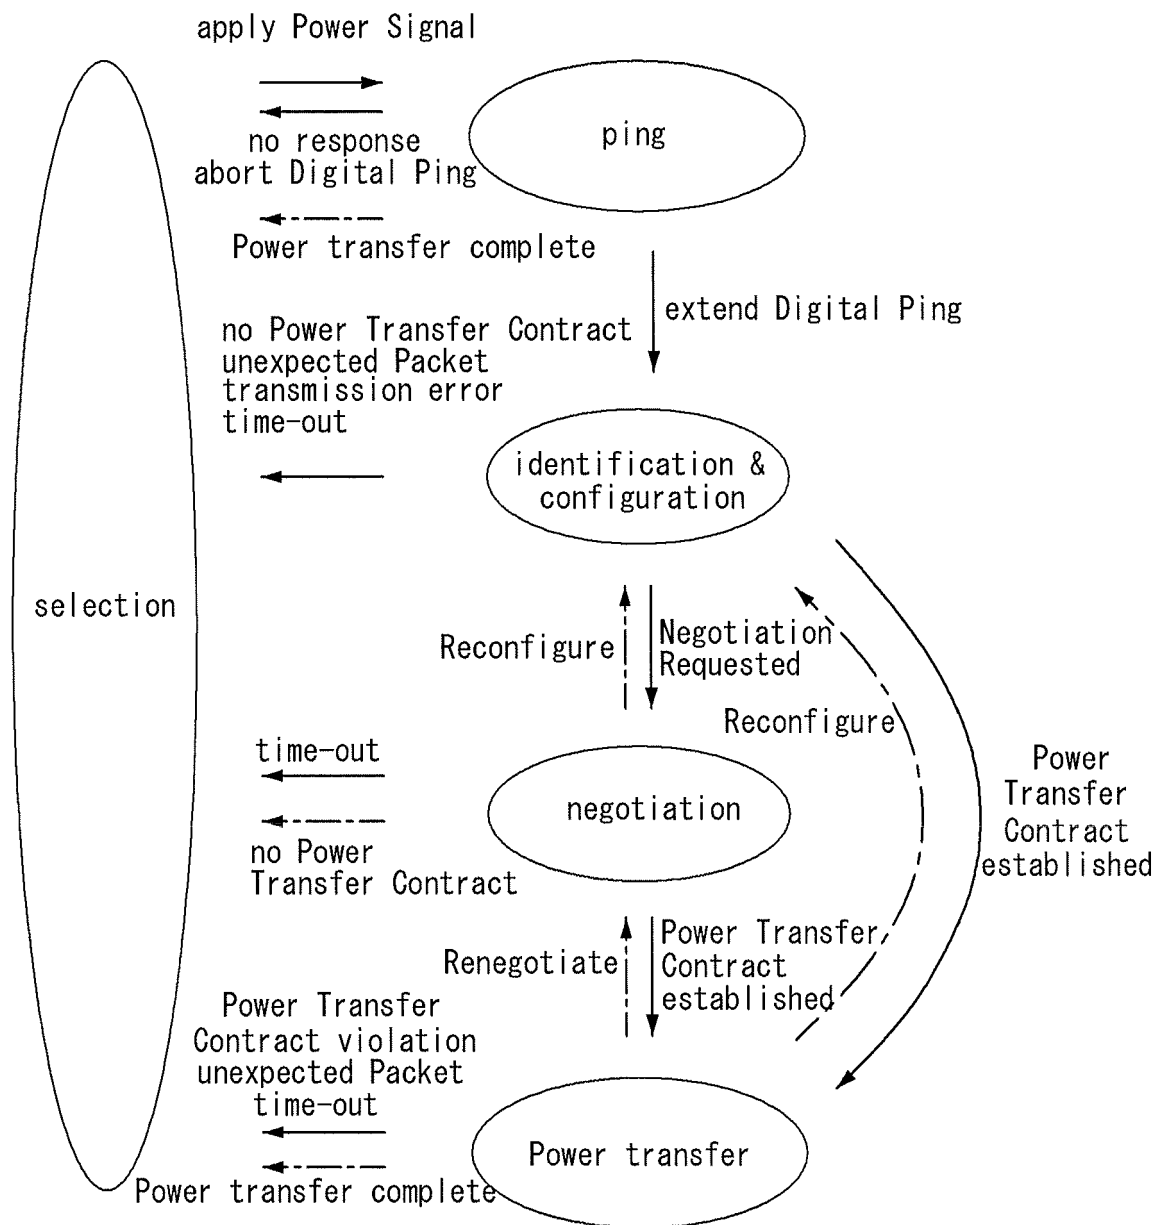 apply Power Signal
ping
no response
abort Digital Ping
Power transfer complete
extend Digital Ping
no Power Transfer Contract
unexpected Packet
transmission error
time-out
identification &
configuration
selection
Reconfigure
Negotiation
Requested
Reconfigure
time-out
negotiation
no Power
Transfer Contract
Power
Transfer
Contract
established
Renegotiate
Power Transfer
Contract
established
Power Transfer
Contract violation
unexpected Packet
time-out
Power transfer
Power transfer complete